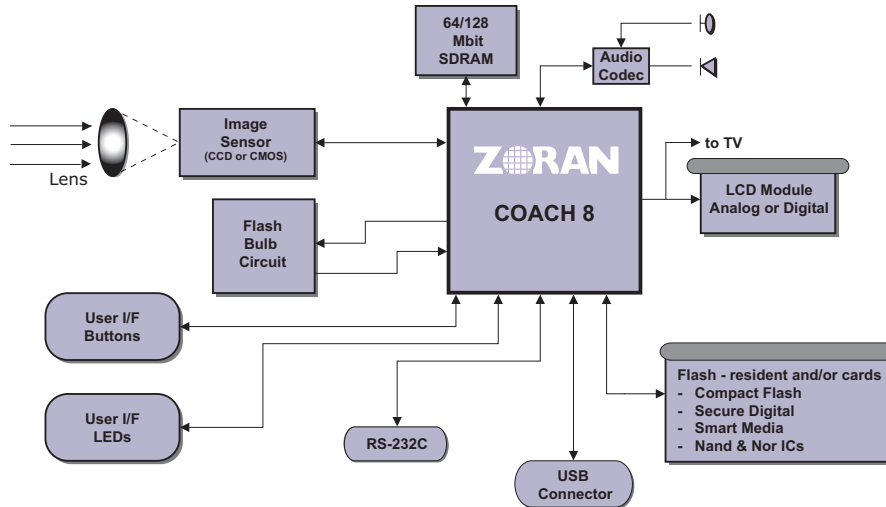 64/128
Mbit
SDRAM
Audio
Codec
Image
Sensor
(CCD or CMOS)
Lens
ZORAN
COACH 8
to TV
LCD Module
Analog or Digital
Flash
Bulb
Circuit
User I/F
Buttons
User I/F
LEDs
RS-232C
USB
Connector
Flash - resident and/or cards
- Compact Flash
- Secure Digital
- Smart Media
- Nand & Nor ICs